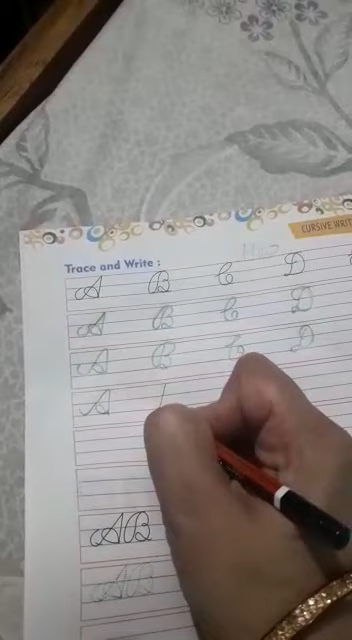 CURSIVE WRIT
Trace and Write :
A B C D
A B C D
A B C D
A
AB
AB